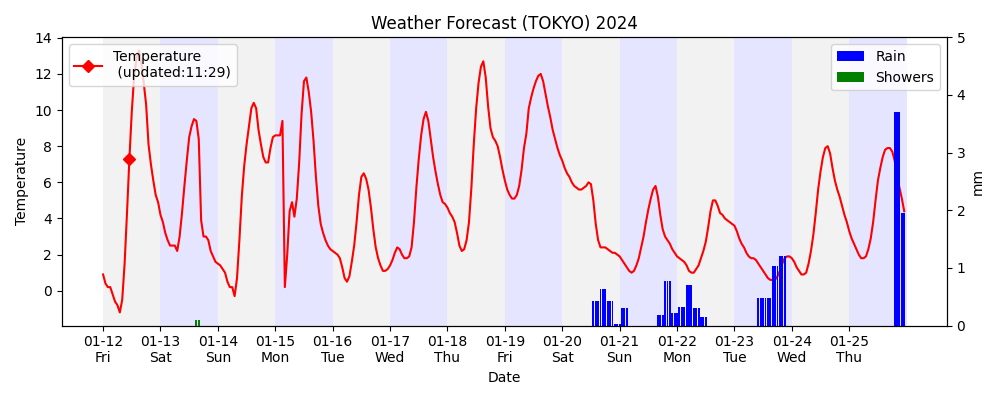 Weather Forecast (TOKYO) 2024
Temperature
(updated:11:29)
Rain
Showers
14
12
10
8
6
4
2
0
Temperature
5
4
3
2
1
0
mm
01-12 01-13 01-14 01-15 01-16 01-17 01-18 01-19 01-20 01-21 01-22 01-23 01-24 01-25
Fri Sat Sun Mon Tue Wed Thu Fri Sat Sun Mon Tue Wed Thu
Date